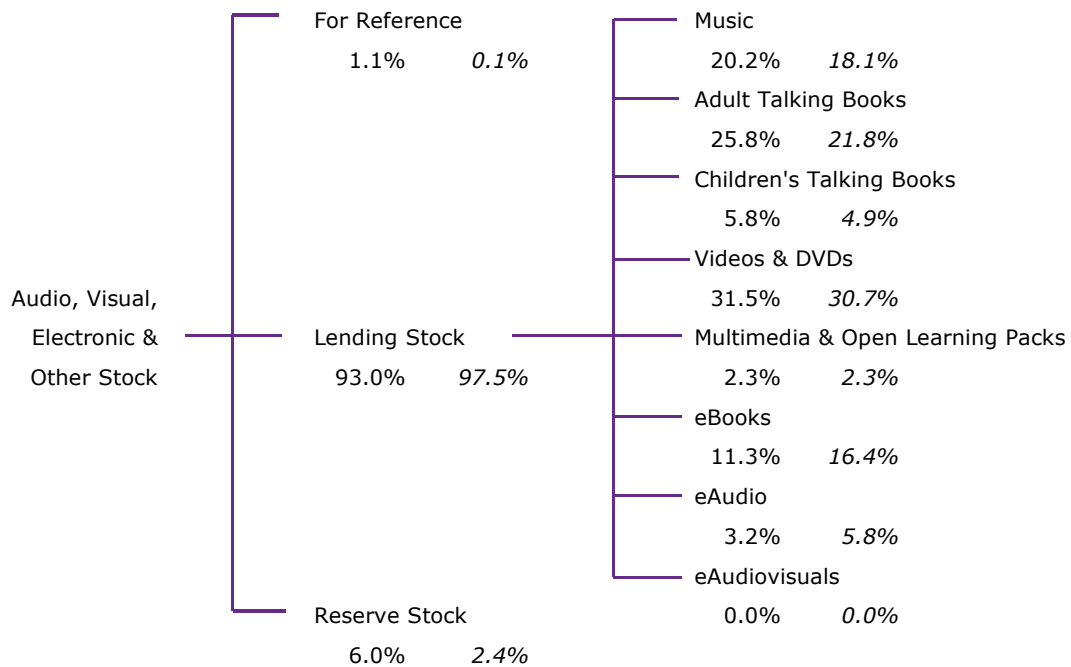 Audio, Visual,
Electronic &
Other Stock
For Reference
1.1% 0.1%
Lending Stock
93.0% 97.5%
Reserve Stock
6.0% 2.4%
Music
20.2% 18.1%
Adult Talking Books
25.8% 21.8%
Children's Talking Books
5.8% 4.9%
Videos & DVDs
31.5% 30.7%
Multimedia & Open Learning Packs
2.3% 2.3%
eBooks
11.3% 16.4%
eAudio
3.2% 5.8%
eAudiovisuals
0.0% 0.0%